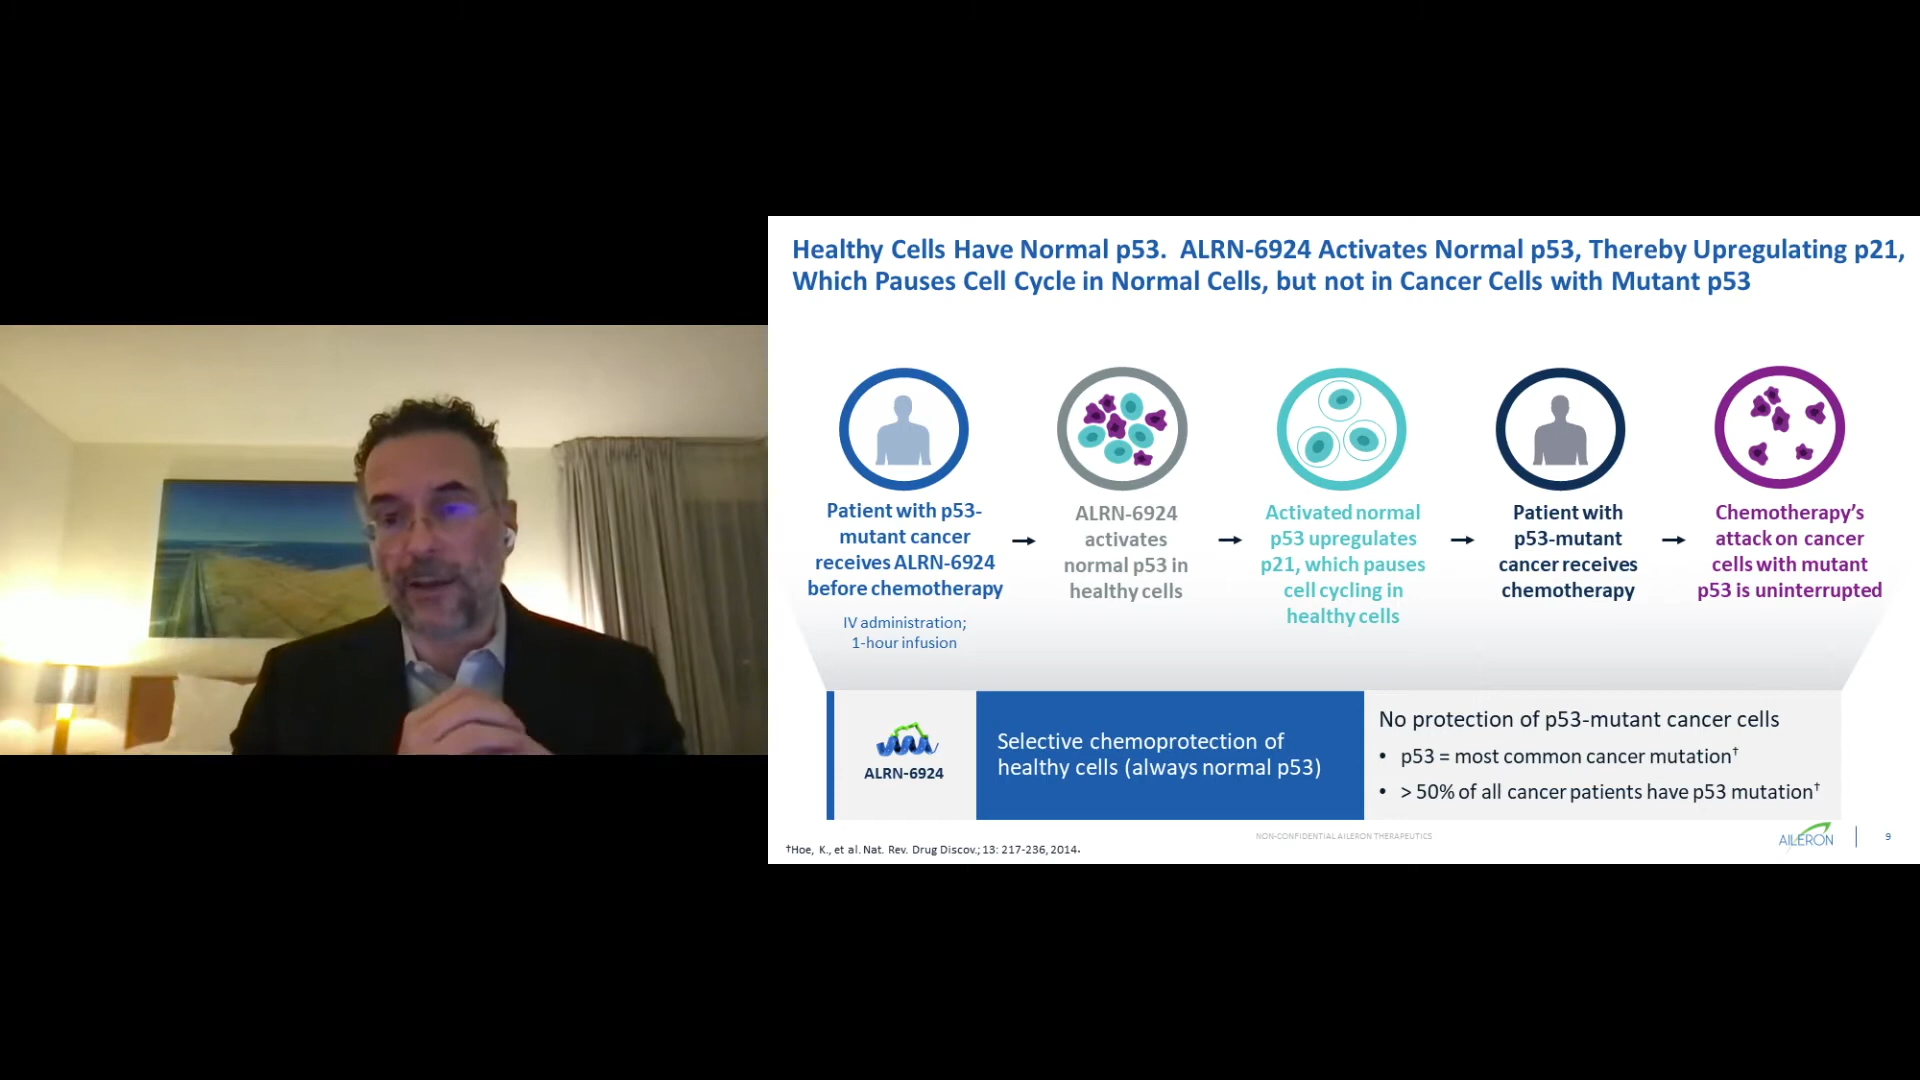 Healthy Cells Have Normal p53.  ALRN-6924 Activates Normal p53, Thereby Upregulating p21,
Which Pauses Cell Cycle in Normal Cells, but not in Cancer Cells with Mutant p53
Patient with p53-
mutant cancer
receives ALRN-6924
before chemotherapy
IV administration;
1-hour infusion
ALRN-6924
activates
normal p53 in
healthy cells
Activated normal
p53 upregulates
p21, which pauses
cell cycling in
healthy cells
Patient with
p53-mutant
cancer receives
chemotherapy
Chemotherapy's
attack on cancer
cells with mutant
p53 is uninterrupted
ALRN-6924
Selective chemoprotection of
healthy cells (always normal p53)
No protection of p53-mutant cancer cells
• p53 = most common cancer mutation†
• > 50% of all cancer patients have p53 mutation†
NON-CONFIDENTIAL AILERON THERAPEUTICS
AILERON
9
†Hoe, K., et al. Nat. Rev. Drug Discov.; 13: 217-236, 2014.